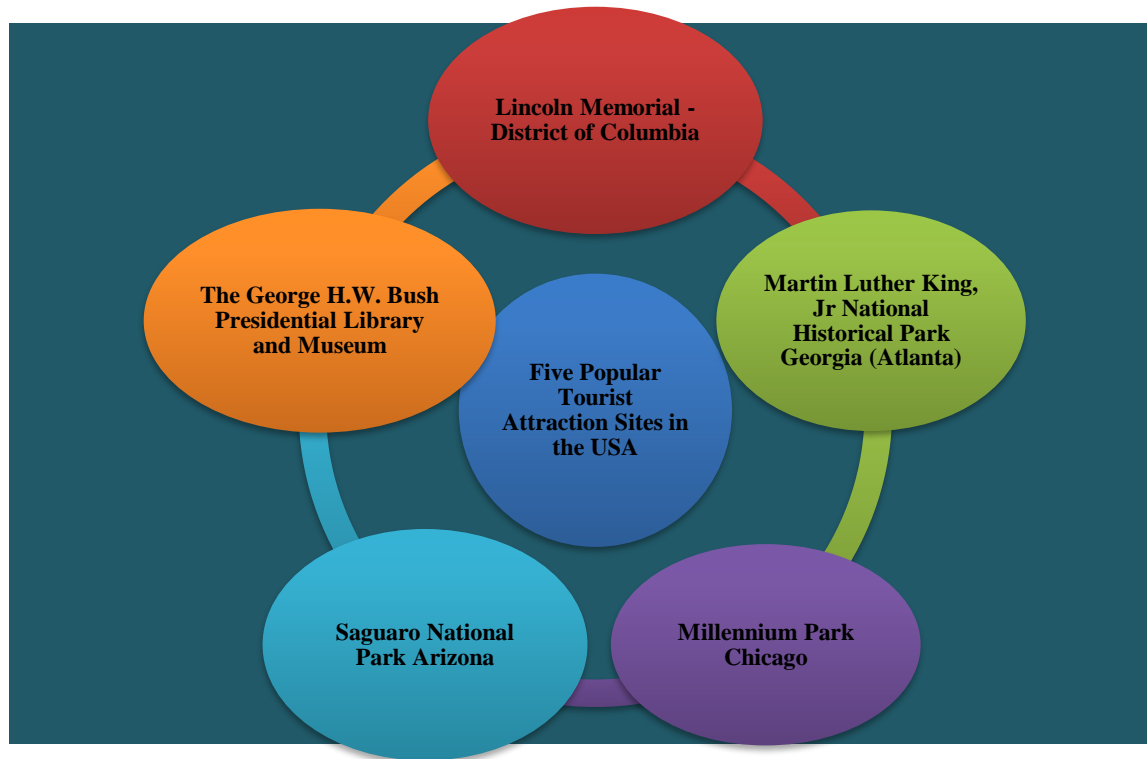 Lincoln Memorial -
District of Columbia
Martin Luther King,
Jr National
Historical Park
Georgia (Atlanta)
Millennium Park
Chicago
Saguaro National
Park Arizona
The George H.W. Bush
Presidential Library
and Museum
Five Popular
Tourist
Attraction Sites in
the USA